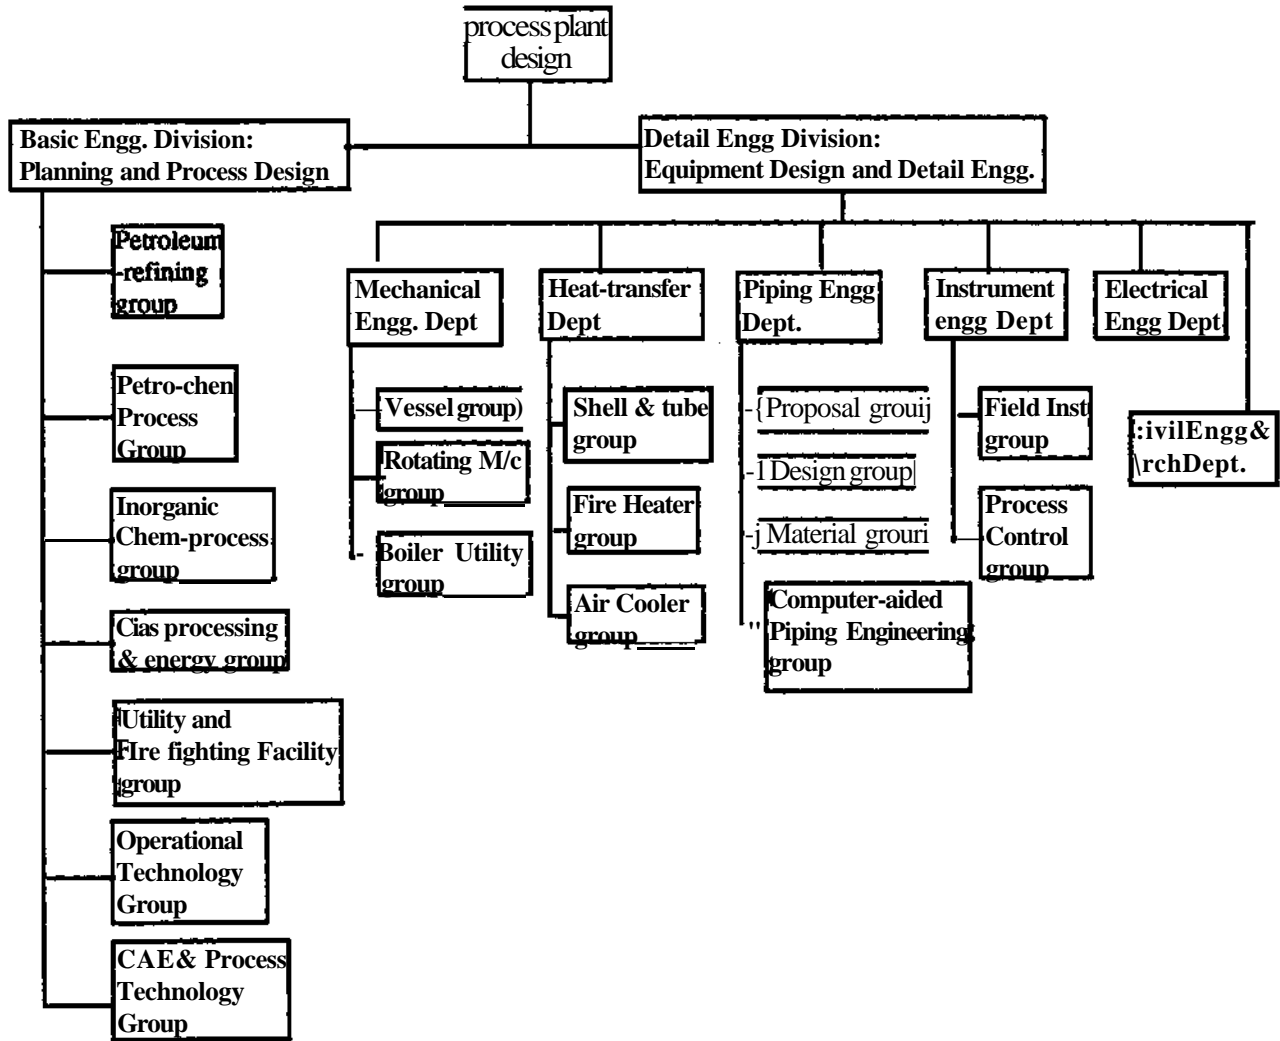 process plant
design
Basic Engg. Division:
Planning and Process Design
Detail Engg Division:
Equipment Design and Detail Engg.
Petroleum
-refining
group
Petro-chen
Process
Group
Inorganic
Chem-process
group
Cias processing
& energy group
Utility and
FIre fighting Facility
group
Operational
Technology
Group
CAE& Process
Technology
Group
Mechanical
Engg. Dept
Vessel group)
Rotating M/c
group
Boiler Utility
group
Heat-transfer
Dept
Shell & tube
group
Fire Heater
group
Air Cooler
group
Piping Engg
Dept.
-{Proposal grouij
-1Design group|
-j Material grouri
" Computer-aided
Piping Engineering
group
Instrument
engg Dept
Field Inst
group
Process
Control
group
Electrical
Engg Dept
[:ivilEngg&
\rchDept.